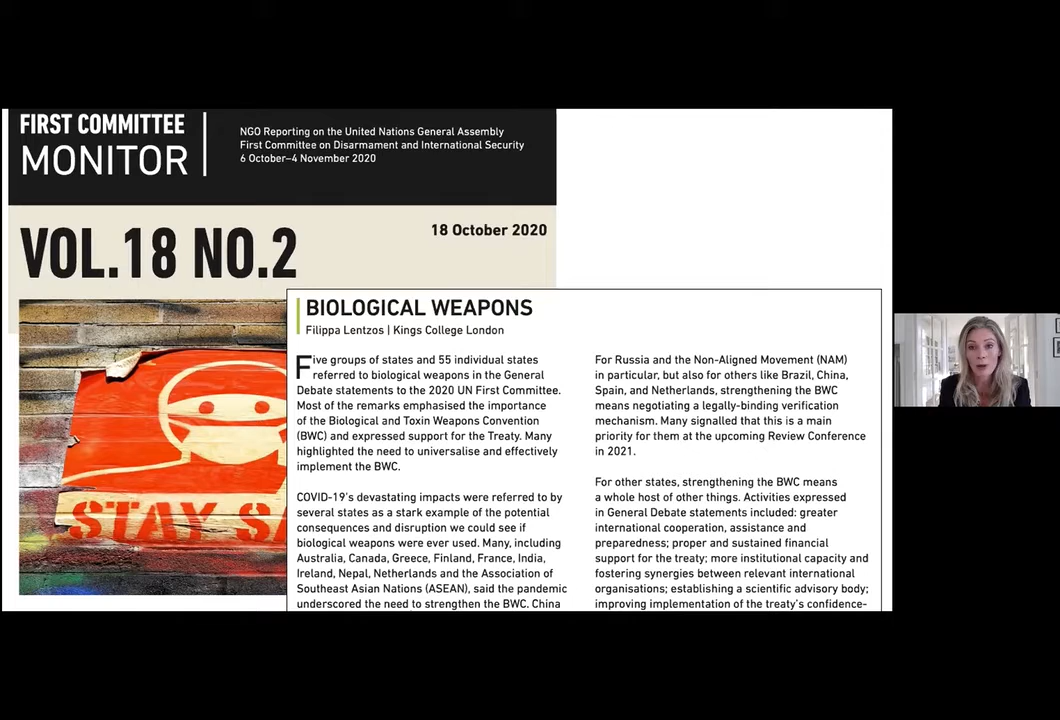 FIRST COMMITTEE
MONITOR
NGO Reporting on the United Nations General Assembly
First Committee on Disarmament and International Security
6 October–4 November 2020
VOL.18 NO.2
18 October 2020
STAY SA
BIOLOGICAL WEAPONS
Filippa Lentzos | Kings College London
Five groups of states and 55 individual states
referred to biological weapons in the General
Debate statements to the 2020 UN First Committee.
Most of the remarks emphasised the importance
of the Biological and Toxin Weapons Convention
(BWC) and expressed support for the Treaty. Many
highlighted the need to universalise and effectively
implement the BWC.
COVID-19's devastating impacts were referred to by
several states as a stark example of the potential
consequences and disruption we could see if
biological weapons were ever used. Many, including
Australia, Canada, Greece, Finland, France, India,
Ireland, Nepal, Netherlands and the Association of
Southeast Asian Nations (ASEAN), said the pandemic
underscored the need to strengthen the BWC. China
For Russia and the Non-Aligned Movement (NAM)
in particular, but also for others like Brazil, China,
Spain, and Netherlands, strengthening the BWC
means negotiating a legally-binding verification
mechanism. Many signalled that this is a main
priority for them at the upcoming Review Conference
in 2021.
For other states, strengthening the BWC means
a whole host of other things. Activities expressed
in General Debate statements included: greater
international cooperation, assistance and
preparedness; proper and sustained financial
support for the treaty; more institutional capacity and
fostering synergies between relevant international
organisations; establishing a scientific advisory body;
improving implementation of the treaty's confidence-